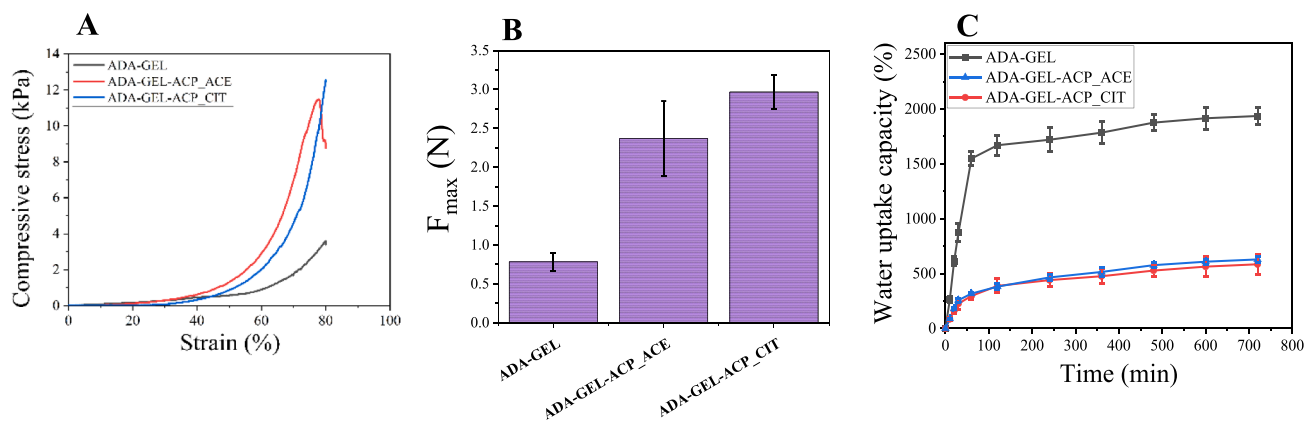 A
14
12
10
8
6
4
2
0
Compressive stress (kPa)
ADA-GEL
ADA-GEL-ACP_ACE
ADA-GEL-ACP_CIT
0 20 40 60 80 100
Strain (%)
B
3.5
3.0
2.5
2.0
1.5
1.0
0.5
0.0
Fmax (N)
ADA-GEL
ADA-GEL-ACP_ACE
ADA-GEL-ACP_CIT
C
2500
2000
1500
1000
500
0
Water uptake capacity (%)
ADA-GEL
ADA-GEL-ACP_ACE
ADA-GEL-ACP_CIT
0 100 200 300 400 500 600 700 800
Time (min)